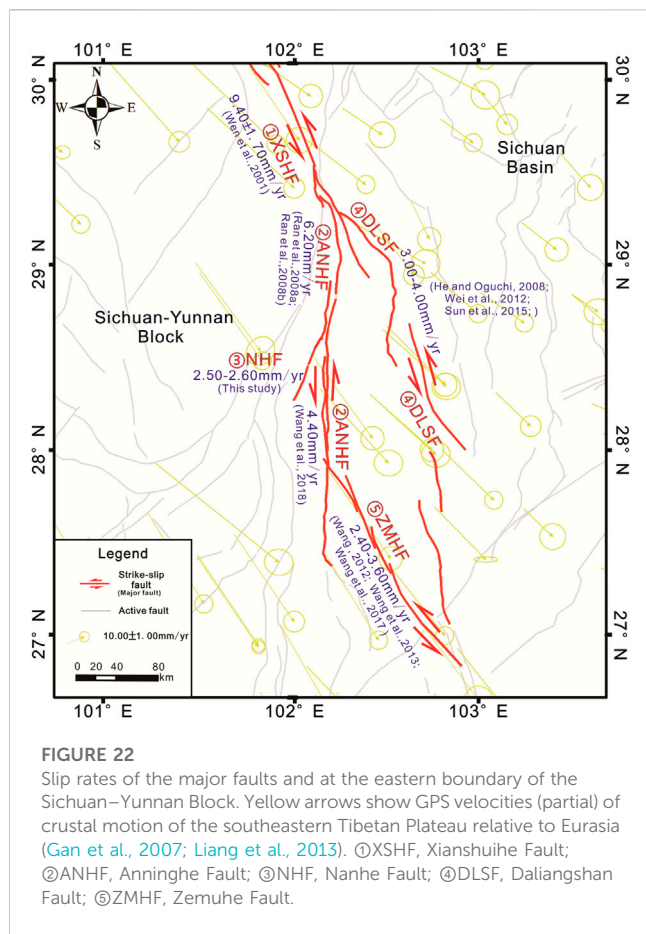 101° E
102° E
103° E
30° N
30° N
N
W
E
S
①XSHF
9.40±1.70mm/yr
(Wen et al.,2001)
Sichuan
Basin
④DLSF
②ANHF
6.20mm/yr
(Ran et al.,2008a;
Ran et al.,2008b)
29° N
29° N
3.00-4.00mm/yr
(He and Oguchi, 2008;
Wei et al., 2012;
Sun et al., 2015; )
Sichuan-Yunnan
Block
③NHF
2.50-2.60mm/yr
(This study)
②ANHF
4.40mm/yr
(Wang et al., 2018)
④DLSF
28° N
28° N
⑤ZMHF
2.40-3.60mm/yr
(Wang , 2012; Wang et al.,2013;
Wang et al.,2017 )
27° N
27° N
Legend
Strike-slip
fault
(Major fault)
Active fault
10.00±1.00mm/yr
0 20 40 80
km
101° E
102° E
103° E
FIGURE 22
Slip rates of the major faults and at the eastern boundary of the
Sichuan–Yunnan Block. Yellow arrows show GPS velocities (partial) of
crustal motion of the southeastern Tibetan Plateau relative to Eurasia
(Gan et al., 2007; Liang et al., 2013). ①XSHF, Xianshuihe Fault;
②ANHF, Anninghe Fault; ③NHF, Nanhe Fault; ④DLSF, Daliangshan
Fault; ⑤ZMHF, Zemuhe Fault.